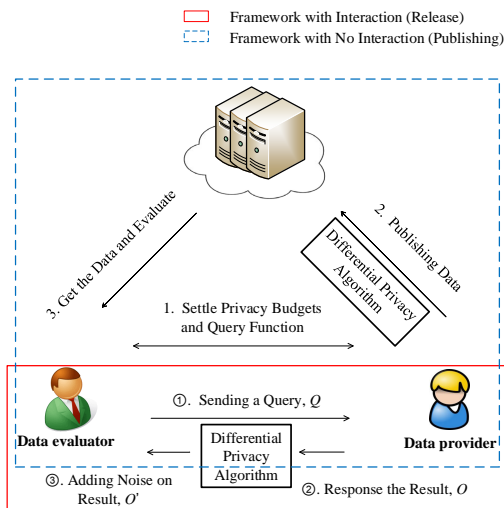 Framework with Interaction (Release)
Framework with No Interaction (Publishing)
3. Get the Data and Evaluate
2. Publishing Data
Differential Privacy
Algorithm
1. Settle Privacy Budgets
and Query Function
①. Sending a Query, Q
Data evaluator
Differential
Privacy
Algorithm
Data provider
③. Adding Noise on
Result, O'
②. Response the Result, O